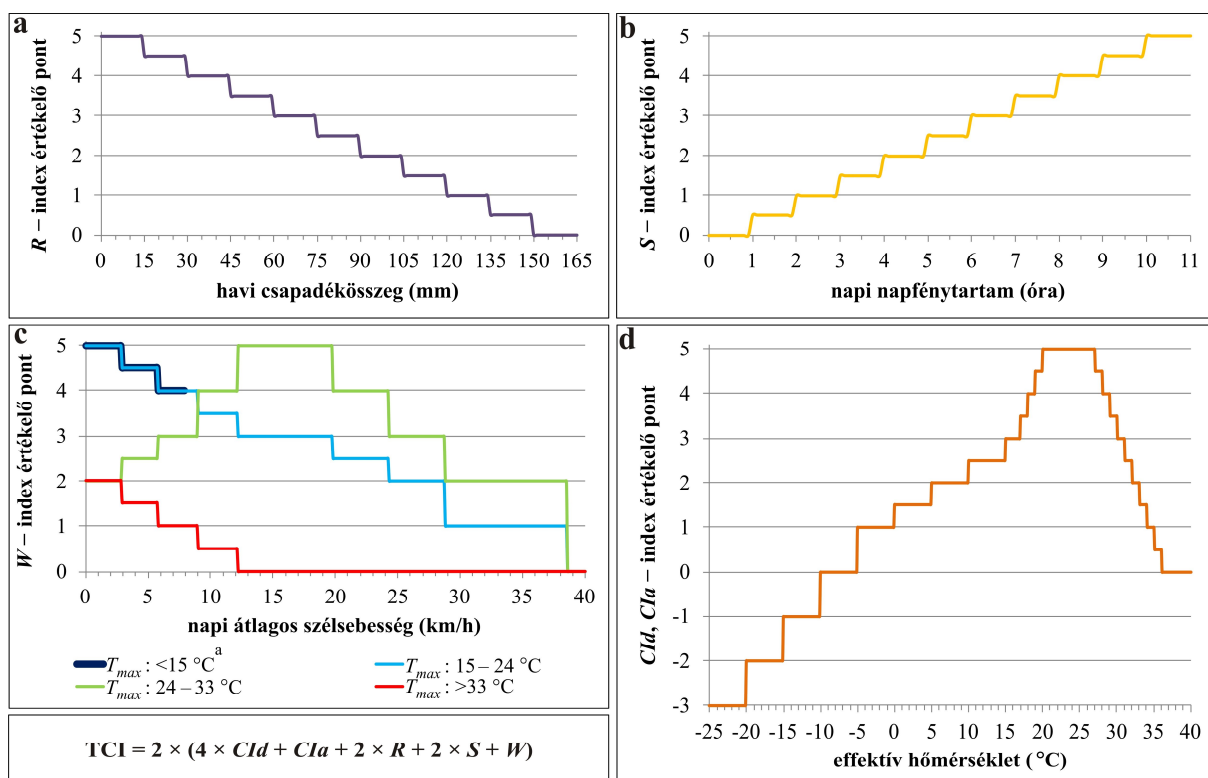 a
R – index értékelő pont
5
4
3
2
1
0
0 15 30 45 60 75 90 105 120 135 150 165
havi csapadékösszeg (mm)
b
S – index értékelő pont
5
4
3
2
1
0
0 1 2 3 4 5 6 7 8 9 10 11
napi napfénytartam (óra)
c
W – index értékelő pont
5
4
3
2
1
0
0 5 10 15 20 25 30 35 40
napi átlagos szélsebesség (km/h)
Tmax : <15 °Ca
Tmax : 15 – 24 °C
Tmax : 24 – 33 °C
Tmax : >33 °C
TCI = 2 × (4 × CId + CIa + 2 × R + 2 × S + W)
d
CId, CIa – index értékelő pont
5
4
3
2
1
0
-1
-2
-3
-25 -20 -15 -10 -5 0 5 10 15 20 25 30 35 40
effektív hőmérséklet (°C)